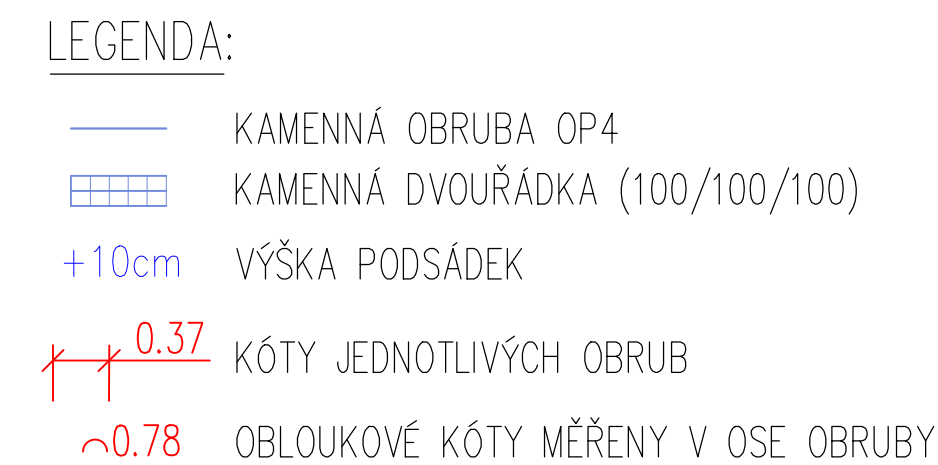 LEGENDA:
KAMENNÁ OBRUBA OP4
KAMENNÁ DVOUŘÁDKA (100/100/100)
+10cm VÝŠKA PODSÁDEK
0.37 KÓTY JEDNOTLIVÝCH OBRUB
⌒0.78 OBLOUKOVÉ KÓTY MĚŘENY V OSE OBRUBY